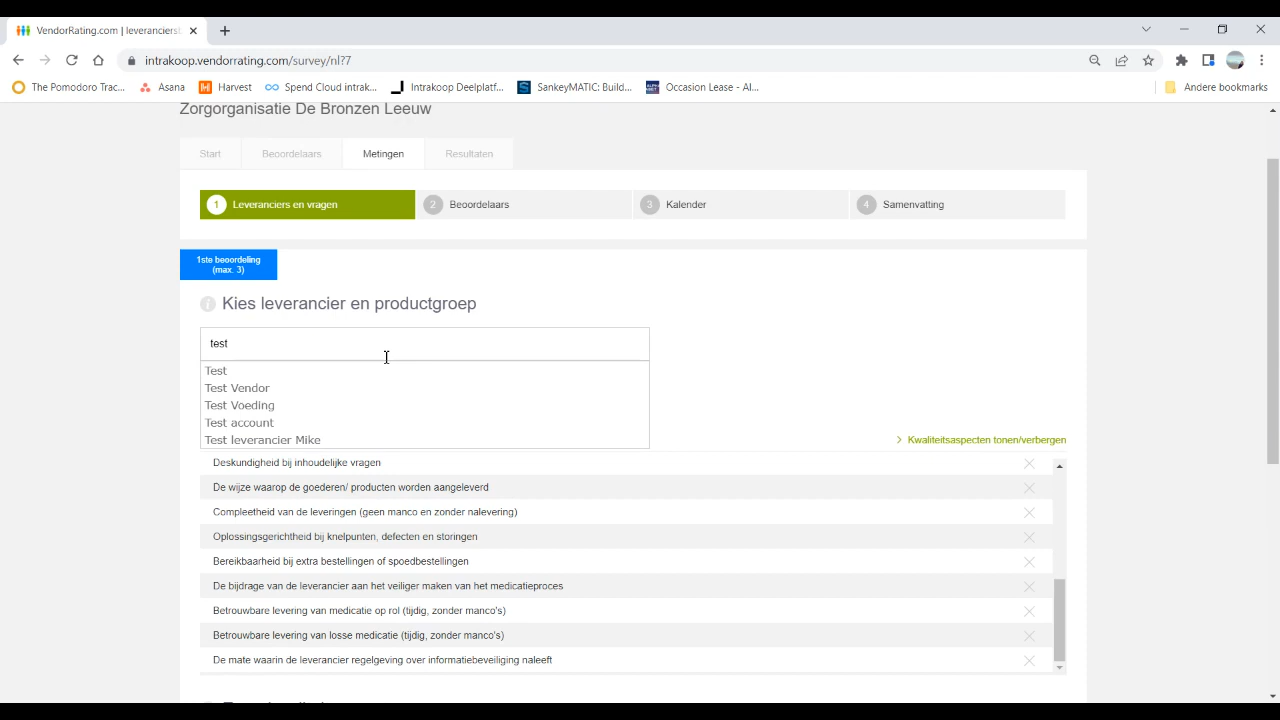 VendorRating.com | leverancierst
intrakoop.vendorrating.com/survey/nl?7
The Pomodoro Trac...
Asana
Harvest
Spend Cloud intrak...
Intrakoop Deelplatf...
SankeyMATIC: Build...
Occasion Lease - Al...
Andere bookmarks
Zorgorganisatie De Bronzen Leeuw
Start
Beoordelaars
Metingen
Resultaten
1 Leveranciers en vragen
2 Beoordelaars
3 Kalender
4 Samenvatting
1ste beoordeling
(max. 3)
Kies leverancier en productgroep
test
Test
Test Vendor
Test Voeding
Test account
Test leverancier Mike
> Kwaliteitsaspecten tonen/verbergen
Deskundigheid bij inhoudelijke vragen
De wijze waarop de goederen/ producten worden aangeleverd
Compleetheid van de leveringen (geen manco en zonder nalevering)
Oplossingsgerichtheid bij knelpunten, defecten en storingen
Bereikbaarheid bij extra bestellingen of spoedbestellingen
De bijdrage van de leverancier aan het veiliger maken van het medicatieproces
Betrouwbare levering van medicatie op rol (tijdig, zonder manco's)
Betrouwbare levering van losse medicatie (tijdig, zonder manco's)
De mate waarin de leverancier regelgeving over informatiebeveiliging naleeft